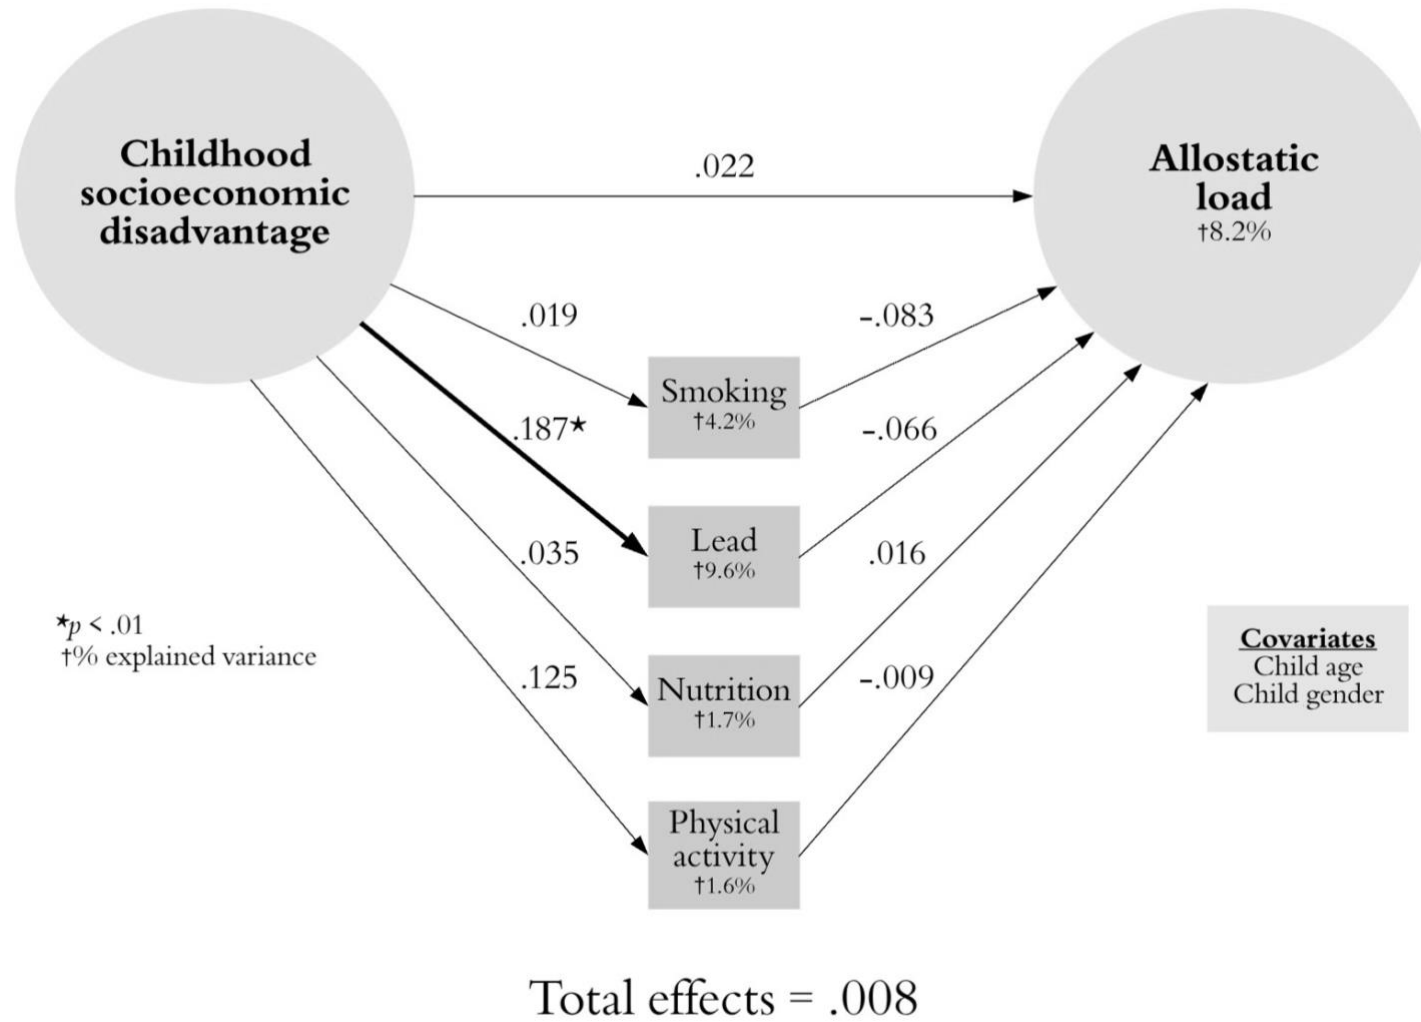 Childhood
socioeconomic
disadvantage
Allostatic
load
†8.2%
.022
.019
-.083
Smoking
†4.2%
.187*
-.066
Lead
†9.6%
.035
.016
Nutrition
†1.7%
.125
-.009
Physical
activity
†1.6%
*p < .01
†% explained variance
Covariates
Child age
Child gender
Total effects = .008